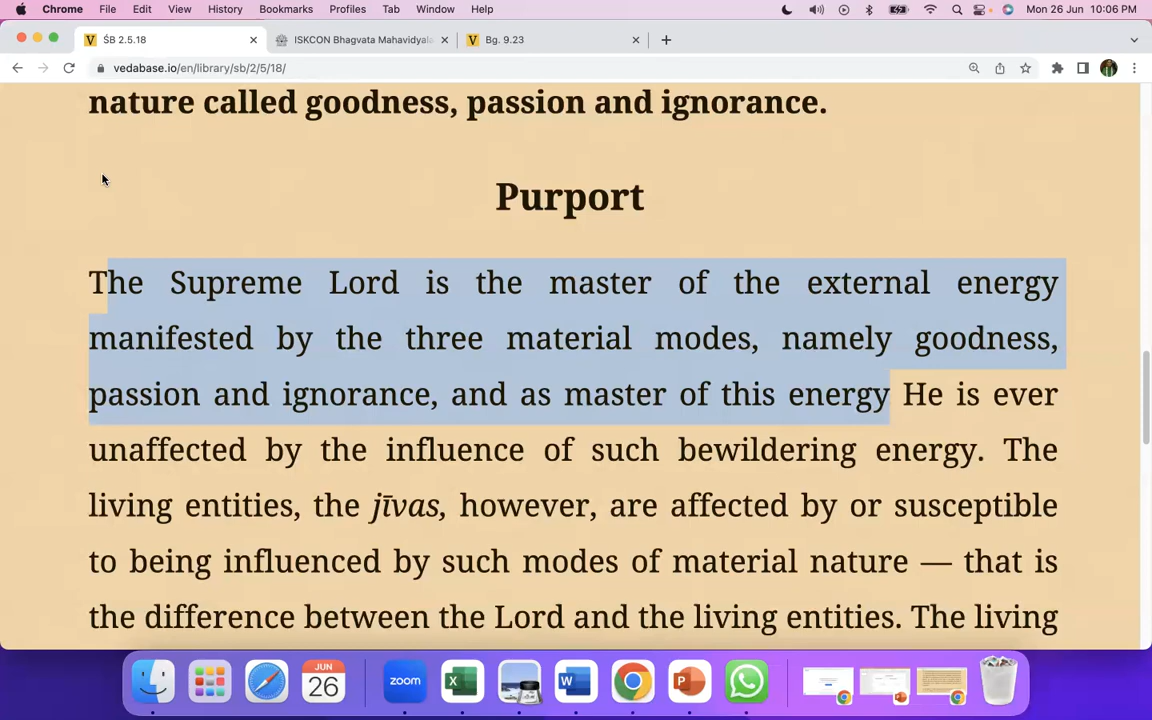 Chrome File Edit View History Bookmarks Profiles Tab Window Help Mon 26 Jun 10:06 PM
V ŚB 2.5.18 ISKCON Bhagvata Mahavidyala V Bg. 9.23
vedabase.io/en/library/sb/2/5/18/
nature called goodness, passion and ignorance.
Purport
The Supreme Lord is the master of the external energy
manifested by the three material modes, namely goodness,
passion and ignorance, and as master of this energy He is ever
unaffected by the influence of such bewildering energy. The
living entities, the jīvas, however, are affected by or susceptible
to being influenced by such modes of material nature — that is
the difference between the Lord and the living entities. The living
JUN
26
zoom
X
W
P